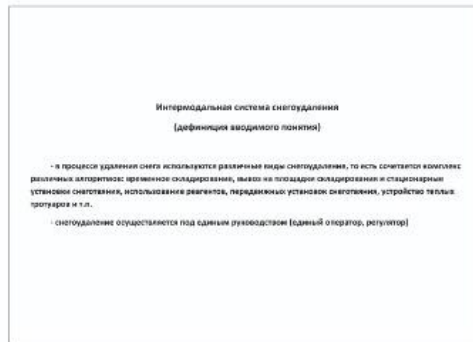 Интермодальная система снегоудаления
(дефиниция вводимого понятия)
- в процессе удаления снега используются различные виды снегоудаления, то есть сочетается комплекс
различных алгоритмов: временное складирование, вывоз на площадки складирования и стационарные
установки снеготаяния, использование реагентов, передвижных установок снеготаяния, устройство теплых
тротуаров и т.п.
- снегоудаление осуществляется под единым руководством (единый оператор, регулятор)